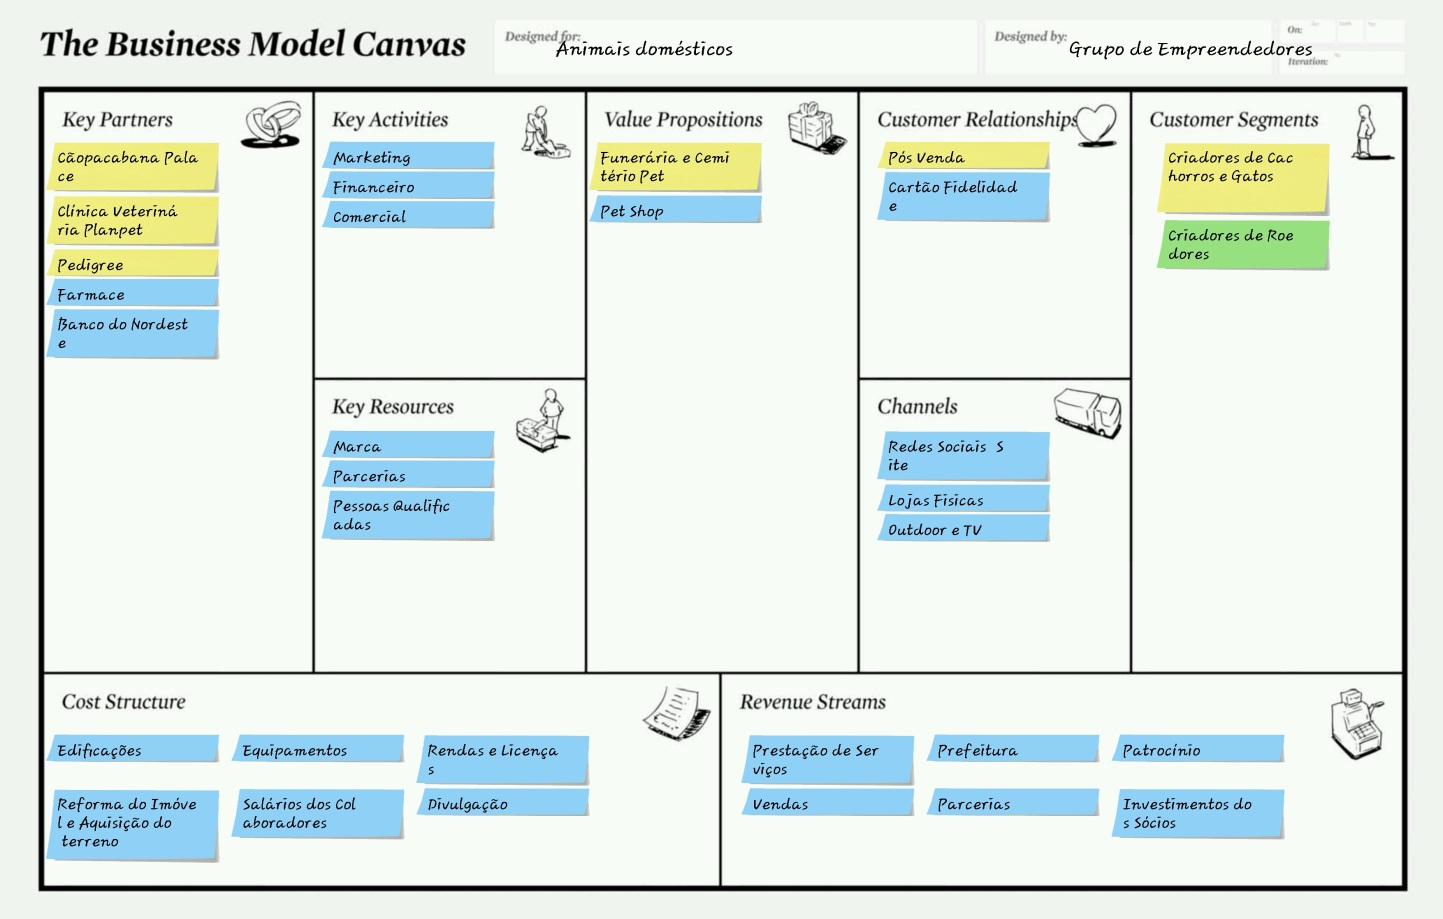 The Business Model Canvas
Designed for:
Animais domésticos
Designed by:
Grupo de Empreendedores
On:
Iteration:
Key Partners
Cãopacabana Pala
ce
Clínica Veteriná
ria Planpet
Pedigree
Farmace
Banco do Nordest
e
Key Activities
Marketing
Financeiro
Comercial
Key Resources
Marca
Parcerias
Pessoas Qualific
adas
Value Propositions
Funerária e Cemi
tério Pet
Pet Shop
Customer Relationships
Pós Venda
Cartão Fidelidad
e
Channels
Redes Sociais S
ite
Lojas Físicas
Outdoor e TV
Customer Segments
Criadores de Cac
horros e Gatos
Criadores de Roe
dores
Cost Structure
Edificações
Equipamentos
Rendas e Licença
s
Reforma do Imóve
l e Aquisição do
terreno
Salários dos Col
aboradores
Divulgação
Revenue Streams
Prestação de Ser
viços
Prefeitura
Patrocínio
Vendas
Parcerias
Investimentos do
s Sócios